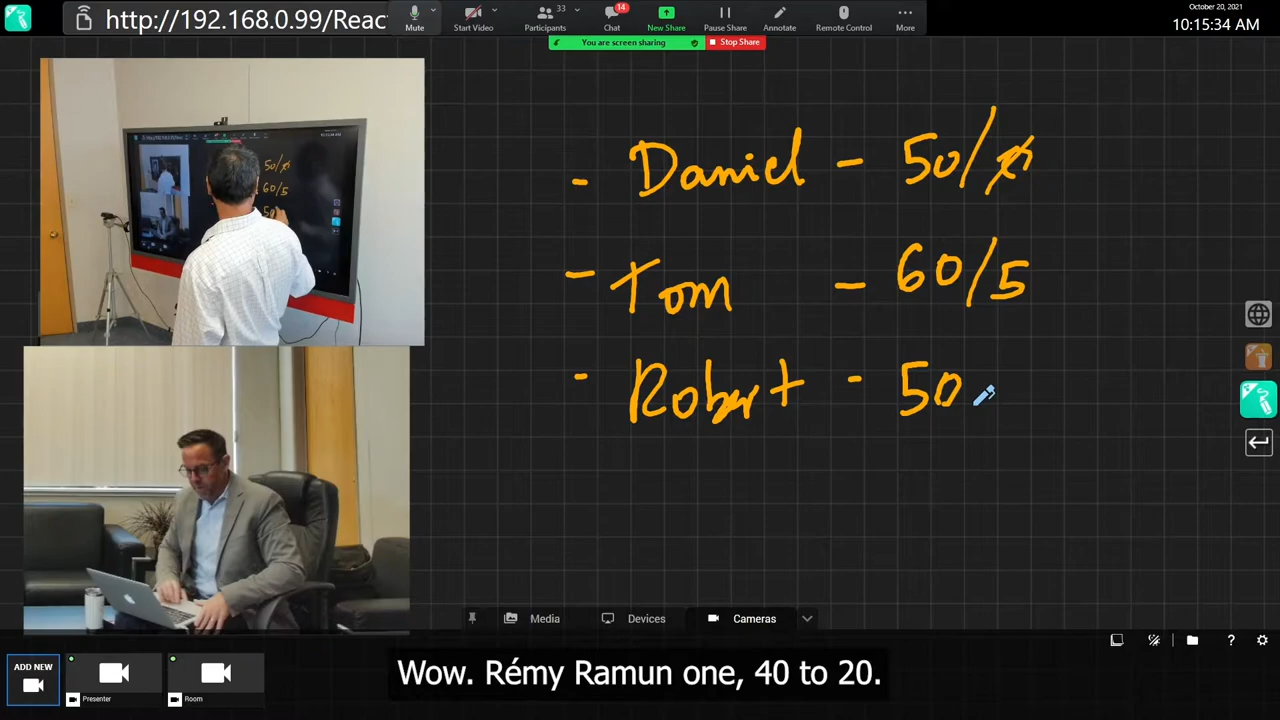 http://192.168.0.99/Reac
Mute
Start Video
33
Participants
14
Chat
New Share
Pause Share
Annotate
Remote Control
More
October 20, 2021
10:15:34 AM
You are screen sharing
Stop Share
- Daniel - 50/
- Tom - 60/5
- Robert - 50
Media
Devices
Cameras
ADD NEW
Presenter
Room
Wow. Rémy Ramun one, 40 to 20.